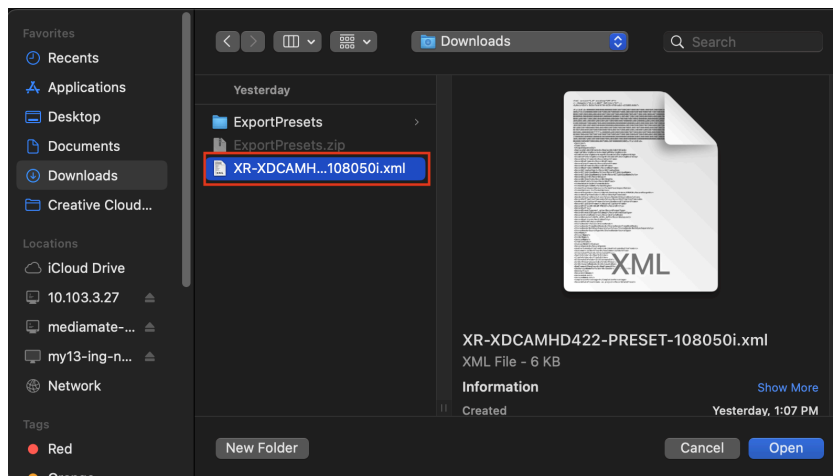 Favorites
Recents
Applications
Desktop
Documents
Downloads
Creative Cloud...
Locations
iCloud Drive
10.103.3.27
mediamate-...
my13-ing-n...
Network
Tags
Red
Downloads
Search
Yesterday
ExportPresets
ExportPresets.zip
XR-XDCAMH...108050i.xml
XML
XR-XDCAMHD422-PRESET-108050i.xml
XML File - 6 KB
Information Show More
Created Yesterday, 1:07 PM
New Folder
Cancel Open